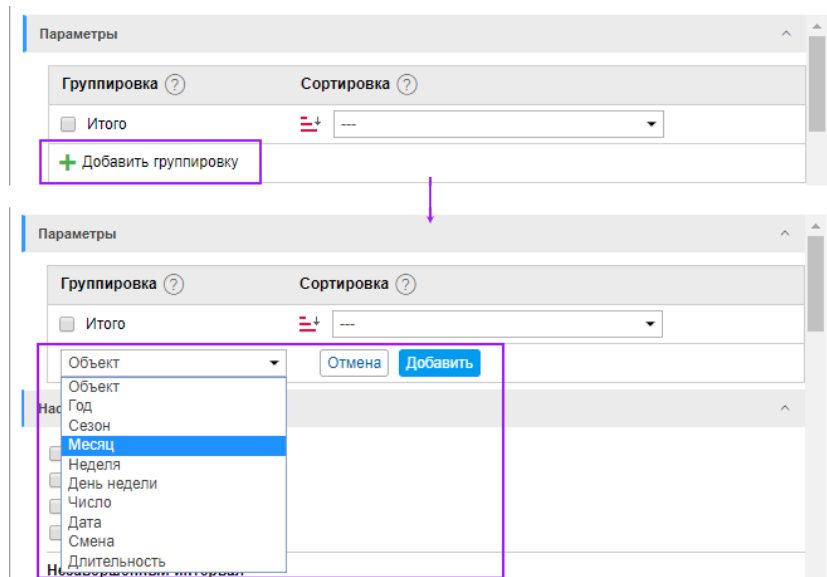 Параметры
Группировка ? Сортировка ?
Итого ---
Добавить группировку
Параметры
Группировка ? Сортировка ?
Итого ---
Объект Отмена Добавить
Объект
Год
Сезон
Месяц
Неделя
День недели
Число
Дата
Смена
Длительность